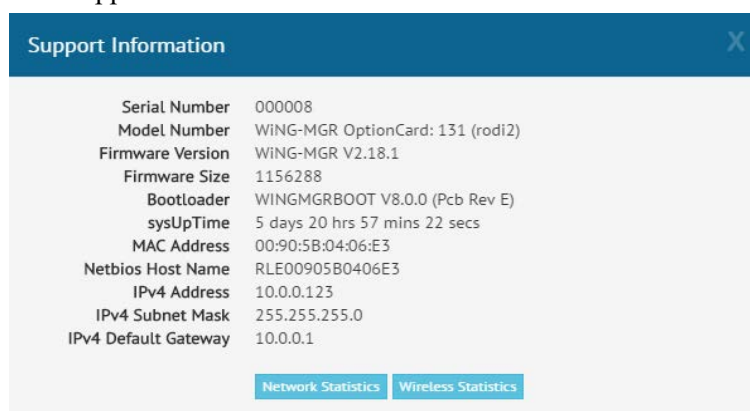 Support Information X
Serial Number 000008
Model Number WiNG-MGR OptionCard: 131 (rodi2)
Firmware Version WiNG-MGR V2.18.1
Firmware Size 1156288
Bootloader WINGMGRBOOT V8.0.0 (Pcb Rev E)
sysUpTime 5 days 20 hrs 57 mins 22 secs
MAC Address 00:90:5B:04:06:E3
Netbios Host Name RLE00905B0406E3
IPv4 Address 10.0.0.123
IPv4 Subnet Mask 255.255.255.0
IPv4 Default Gateway 10.0.0.1
Network Statistics Wireless Statistics